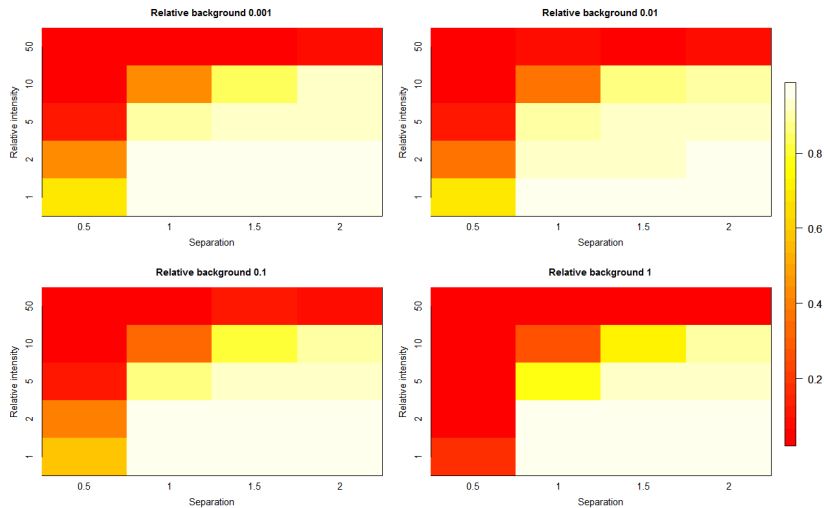 Relative background 0.001
Relative intensity
50
10
5
2
1
0.5 1 1.5 2
Separation
Relative background 0.01
Relative intensity
50
10
5
2
1
0.5 1 1.5 2
Separation
Relative background 0.1
Relative intensity
50
10
5
2
1
0.5 1 1.5 2
Separation
Relative background 1
Relative intensity
50
10
5
2
1
0.5 1 1.5 2
Separation
0.8
0.6
0.4
0.2